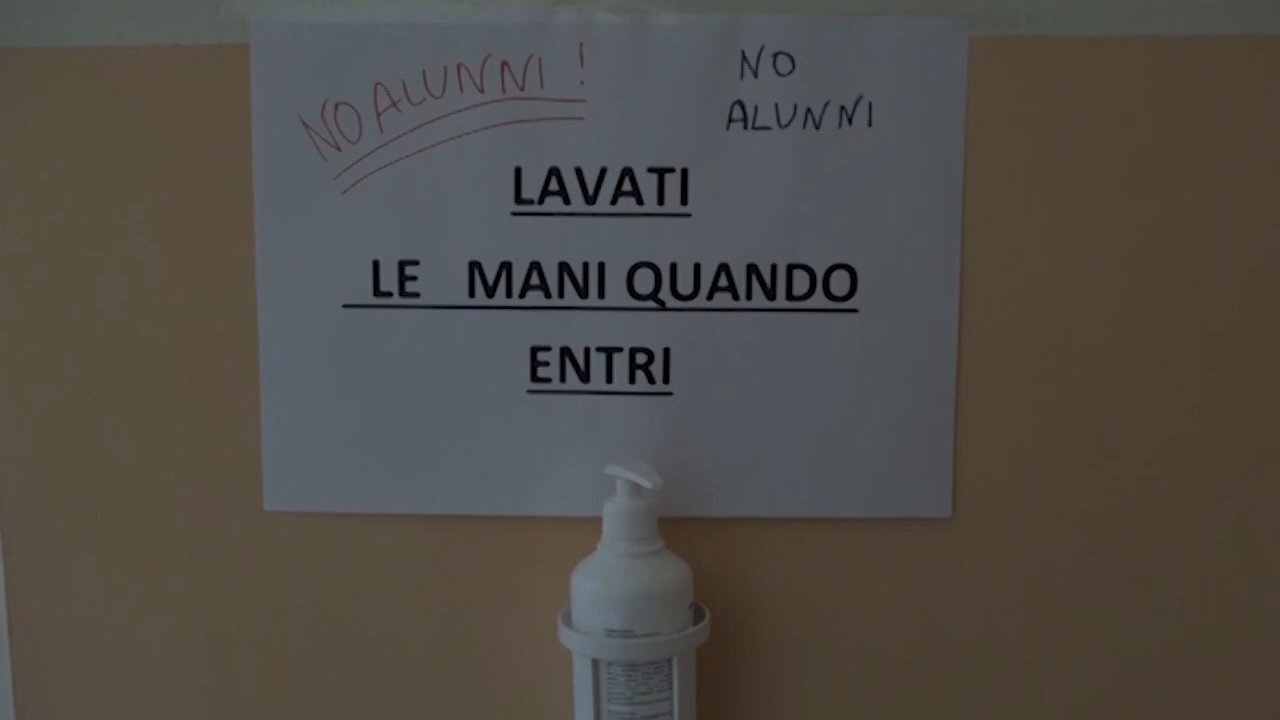 NO ALUNNI !
NO
ALUNNI
LAVATI
LE MANI QUANDO
ENTRI